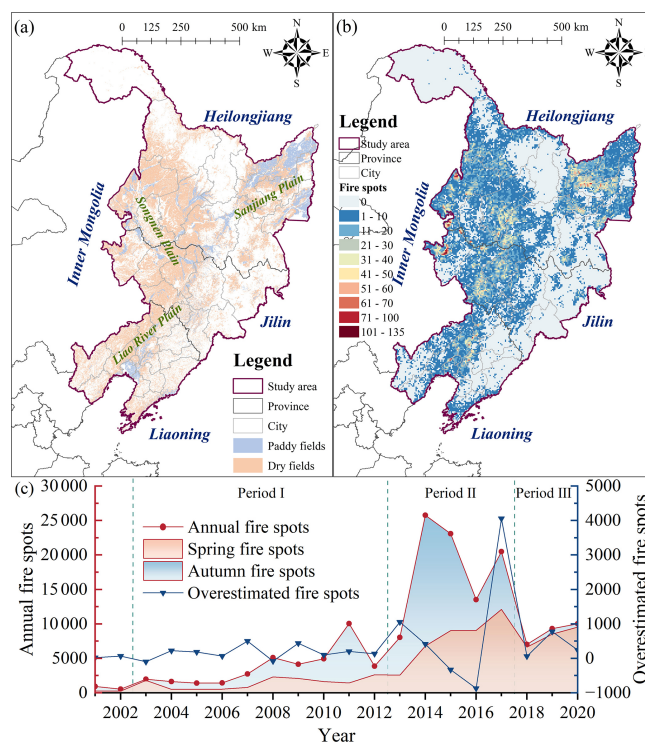 (a)
0 125 250 500 km
N
W E
S
Heilongjiang
Inner Mongolia
Songnen Plain
Sanjiang Plain
Liao River Plain
Jilin
Liaoning
Legend
Study area
Province
City
Paddy fields
Dry fields
(b)
0 125 250 500 km
N
W E
S
Heilongjiang
Inner Mongolia
Jilin
Liaoning
Legend
Study area
Province
City
Fire spots
0
1 - 10
11 - 20
21 - 30
31 - 40
41 - 50
51 - 60
61 - 70
71 - 100
101 - 135
(c)
Period I Period II Period III
Annual fire spots
Spring fire spots
Autumn fire spots
Overestimated fire spots
Annual fire spots
30 000
25 000
20 000
15 000
10 000
5000
0
Overestimated fire spots
5000
4000
3000
2000
1000
0
−1000
2002 2004 2006 2008 2010 2012 2014 2016 2018 2020
Year